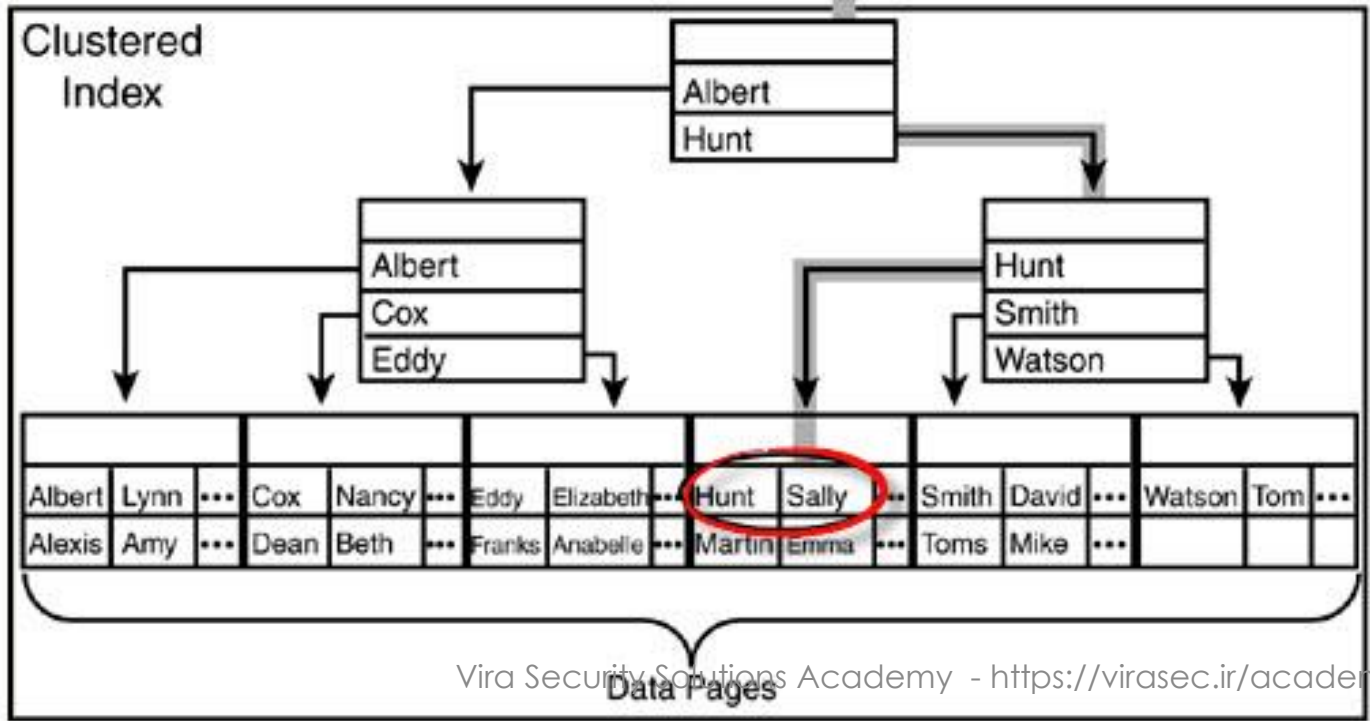 Clustered
Index
Albert
Hunt
Albert
Cox
Eddy
Hunt
Smith
Watson
Albert Lynn ••• Cox Nancy ••• Eddy Elizabeth ••• Hunt Sally ••• Smith David ••• Watson Tom •••
Alexis Amy ••• Dean Beth ••• Franks Anabelle ••• Martin Emma ••• Toms Mike •••
Vira Security Solutions Academy - https://virasec.ir/academ
Data Pages